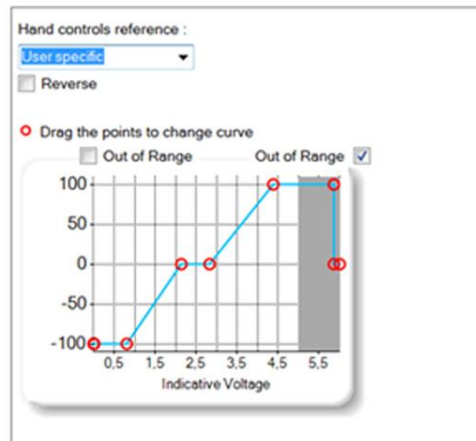 Hand controls reference :
User specific
Reverse
Drag the points to change curve
Out of Range Out of Range
100
50
0
-50
-100
0,5 1,5 2,5 3,5 4,5 5,5
Indicative Voltage